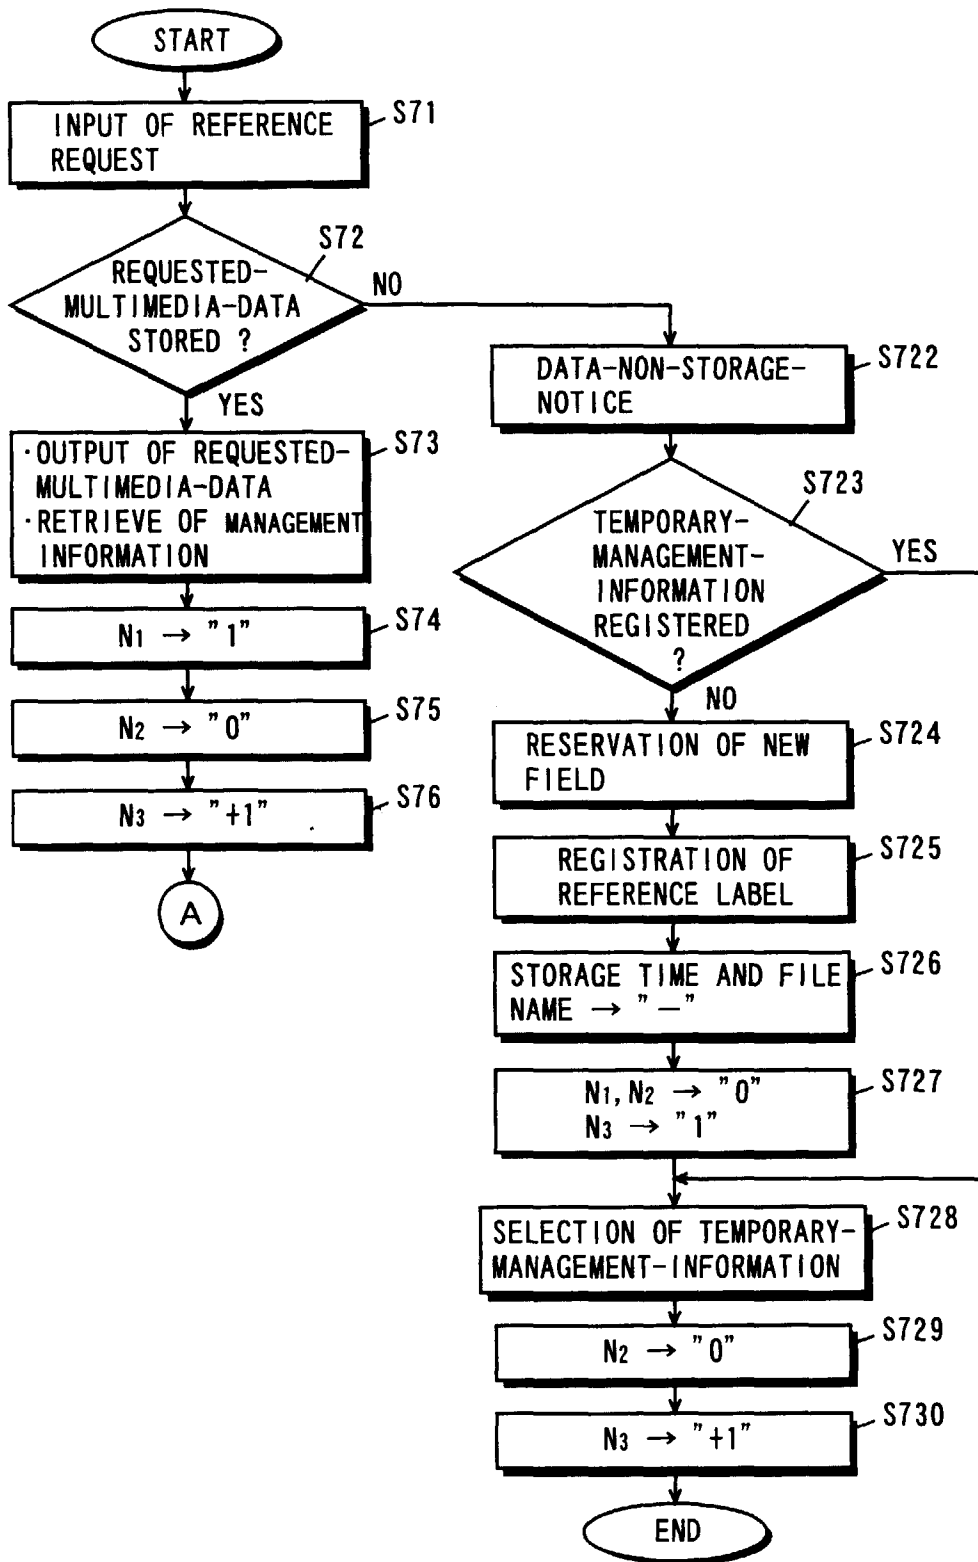 START
S71
INPUT OF REFERENCE
REQUEST
S72
REQUESTED-
MULTIMEDIA-DATA
STORED ?
NO
YES
S73
·OUTPUT OF REQUESTED-
MULTIMEDIA-DATA
·RETRIEVE OF MANAGEMENT
INFORMATION
S74
N1 → "1"
S75
N2 → "0"
S76
N3 → "+1"
A
S722
DATA-NON-STORAGE-
NOTICE
S723
TEMPORARY-
MANAGEMENT-
INFORMATION
REGISTERED
?
YES
NO
S724
RESERVATION OF NEW
FIELD
S725
REGISTRATION OF
REFERENCE LABEL
S726
STORAGE TIME AND FILE
NAME → "—"
S727
N1, N2 → "0"
N3 → "1"
S728
SELECTION OF TEMPORARY-
MANAGEMENT-INFORMATION
S729
N2 → "0"
S730
N3 → "+1"
END